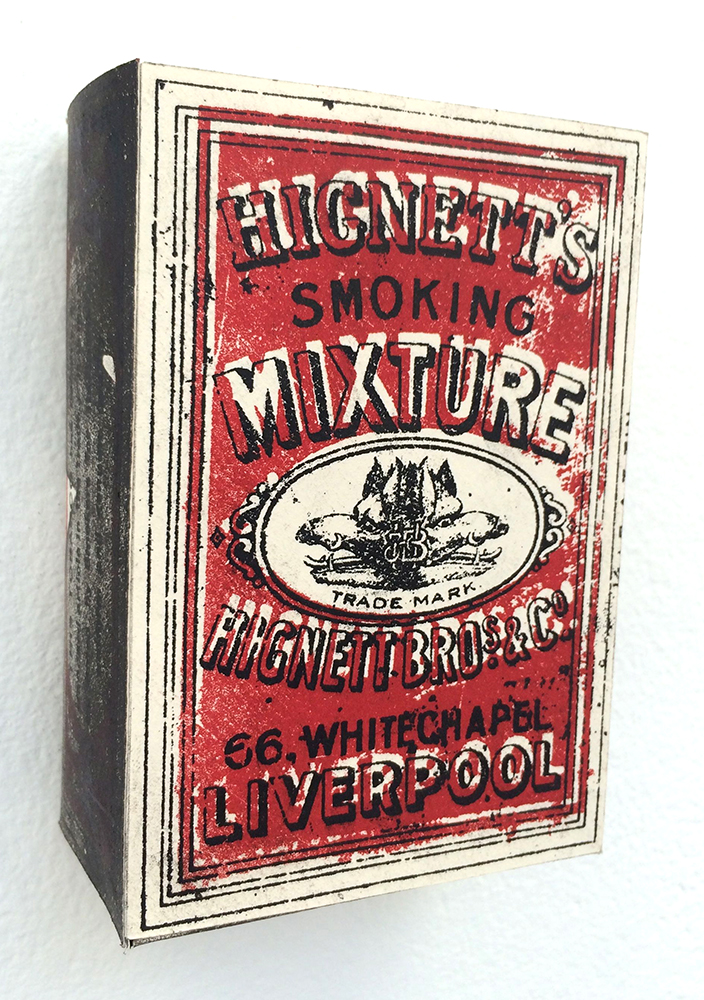 HIGNETT'S
SMOKING
MIXTURE
TRADE MARK.
HIGNETT BROS. & Co.
66, WHITECHAPEL
LIVERPOOL